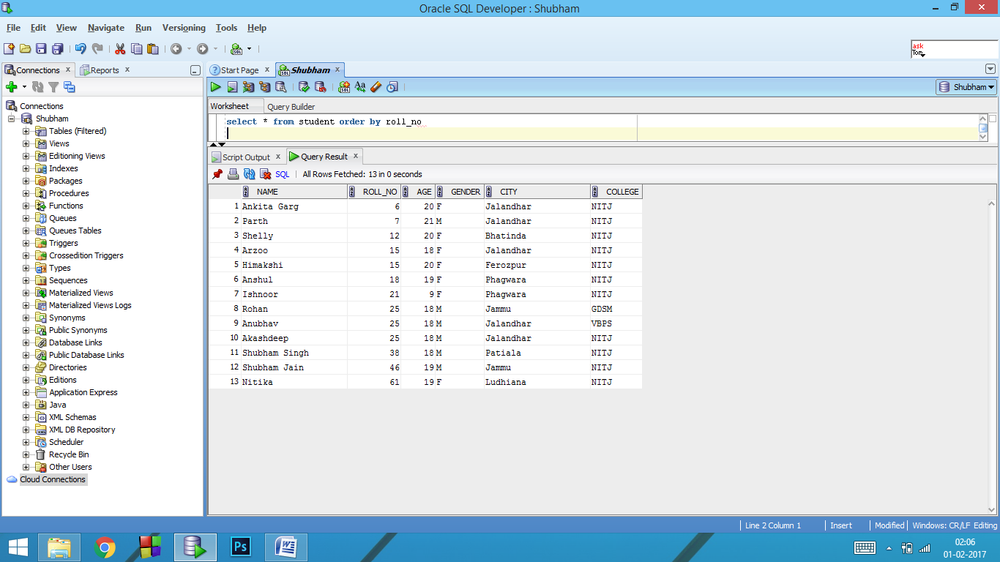 Oracle SQL Developer : Shubham
File Edit View Navigate Run Versioning Tools Help
ask
Tom
Connections x Reports x
Start Page x Shubham x
Shubham
Worksheet Query Builder
select * from student order by roll_no
Connections
Shubham
Tables (Filtered)
Views
Editioning Views
Indexes
Packages
Procedures
Functions
Queues
Queues Tables
Triggers
Crossedition Triggers
Types
Sequences
Materialized Views
Materialized Views Logs
Synonyms
Public Synonyms
Database Links
Public Database Links
Directories
Editions
Application Express
Java
XML Schemas
XML DB Repository
Scheduler
Recycle Bin
Other Users
Cloud Connections
Script Output x Query Result x
SQL | All Rows Fetched: 13 in 0 seconds
NAME ROLL_NO AGE GENDER CITY COLLEGE
1 Ankita Garg 6 20 F Jalandhar NITJ
2 Parth 7 21 M Jalandhar NITJ
3 Shelly 12 20 F Bhatinda NITJ
4 Arzoo 15 18 F Jalandhar NITJ
5 Himakshi 15 20 F Ferozpur NITJ
6 Anshul 18 19 F Phagwara NITJ
7 Ishnoor 21 9 F Phagwara NITJ
8 Rohan 25 18 M Jammu GDSM
9 Anubhav 25 18 M Jalandhar VBPS
10 Akashdeep 25 18 M Jalandhar NITJ
11 Shubham Singh 38 18 M Patiala NITJ
12 Shubham Jain 46 19 M Jammu NITJ
13 Nitika 61 19 F Ludhiana NITJ
Line 2 Column 1 | Insert | Modified | Windows: CR/LF Editing
Ps
W
02:06
01-02-2017